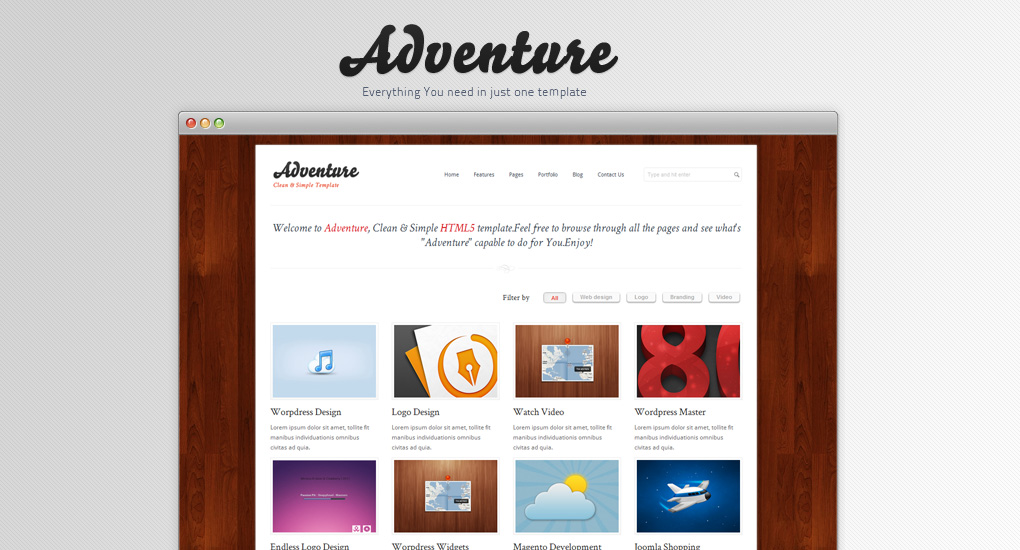 Adventure
Everything You need in just one template
Adventure
Clean @ Simple Template
Home Features Pages Portfolio Blog Contact Us Type and hit enter
Welcome to Adventure, Clean & Simple HTML5 template.Feel free to browse through all the pages and see what's
"Adventure" capable to do for You.Enjoy!
Filter by All Web design Logo Branding Video
80
Worpdress Design Logo Design Watch Video Wordpress Master
Lorem ipsum dolor sit amet, tollite fit Lorem ipsum dolor sit amet, tollite fit Lorem ipsum dolor sit amet, tollite fit Lorem ipsum dolor sit amet, tollite fit
manibus individuationis omnibus manibus individuationis omnibus manibus individuationis omnibus manibus individuationis omnibus
civitas ad quia. civitas ad quia. civitas ad quia. civitas ad quia.
Endless Logo Design Wordpress Widgets Magento Development Joomla Shopping